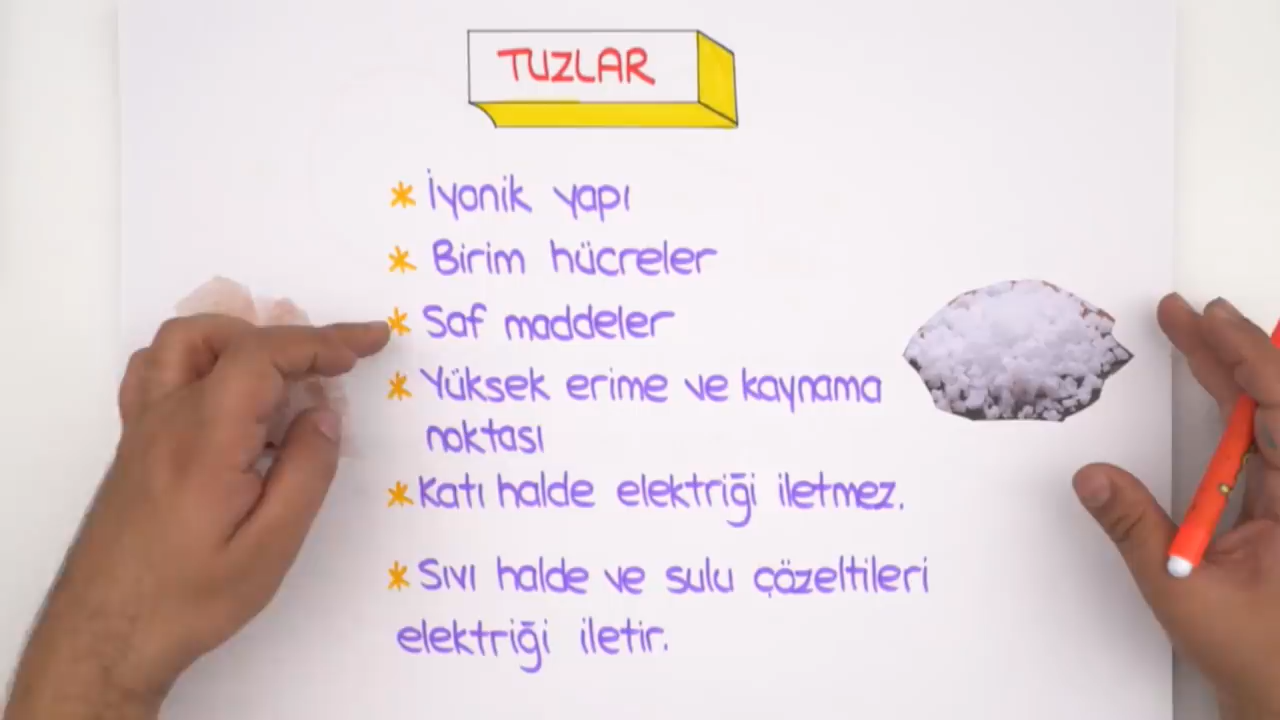 TUZLAR
* İyonik yapı
* Birim hücreler
* Saf maddeler
* Yüksek erime ve kaynama
noktası
* Katı halde elektriği iletmez.
* Sıvı halde ve sulu çözeltileri
elektriği iletir.